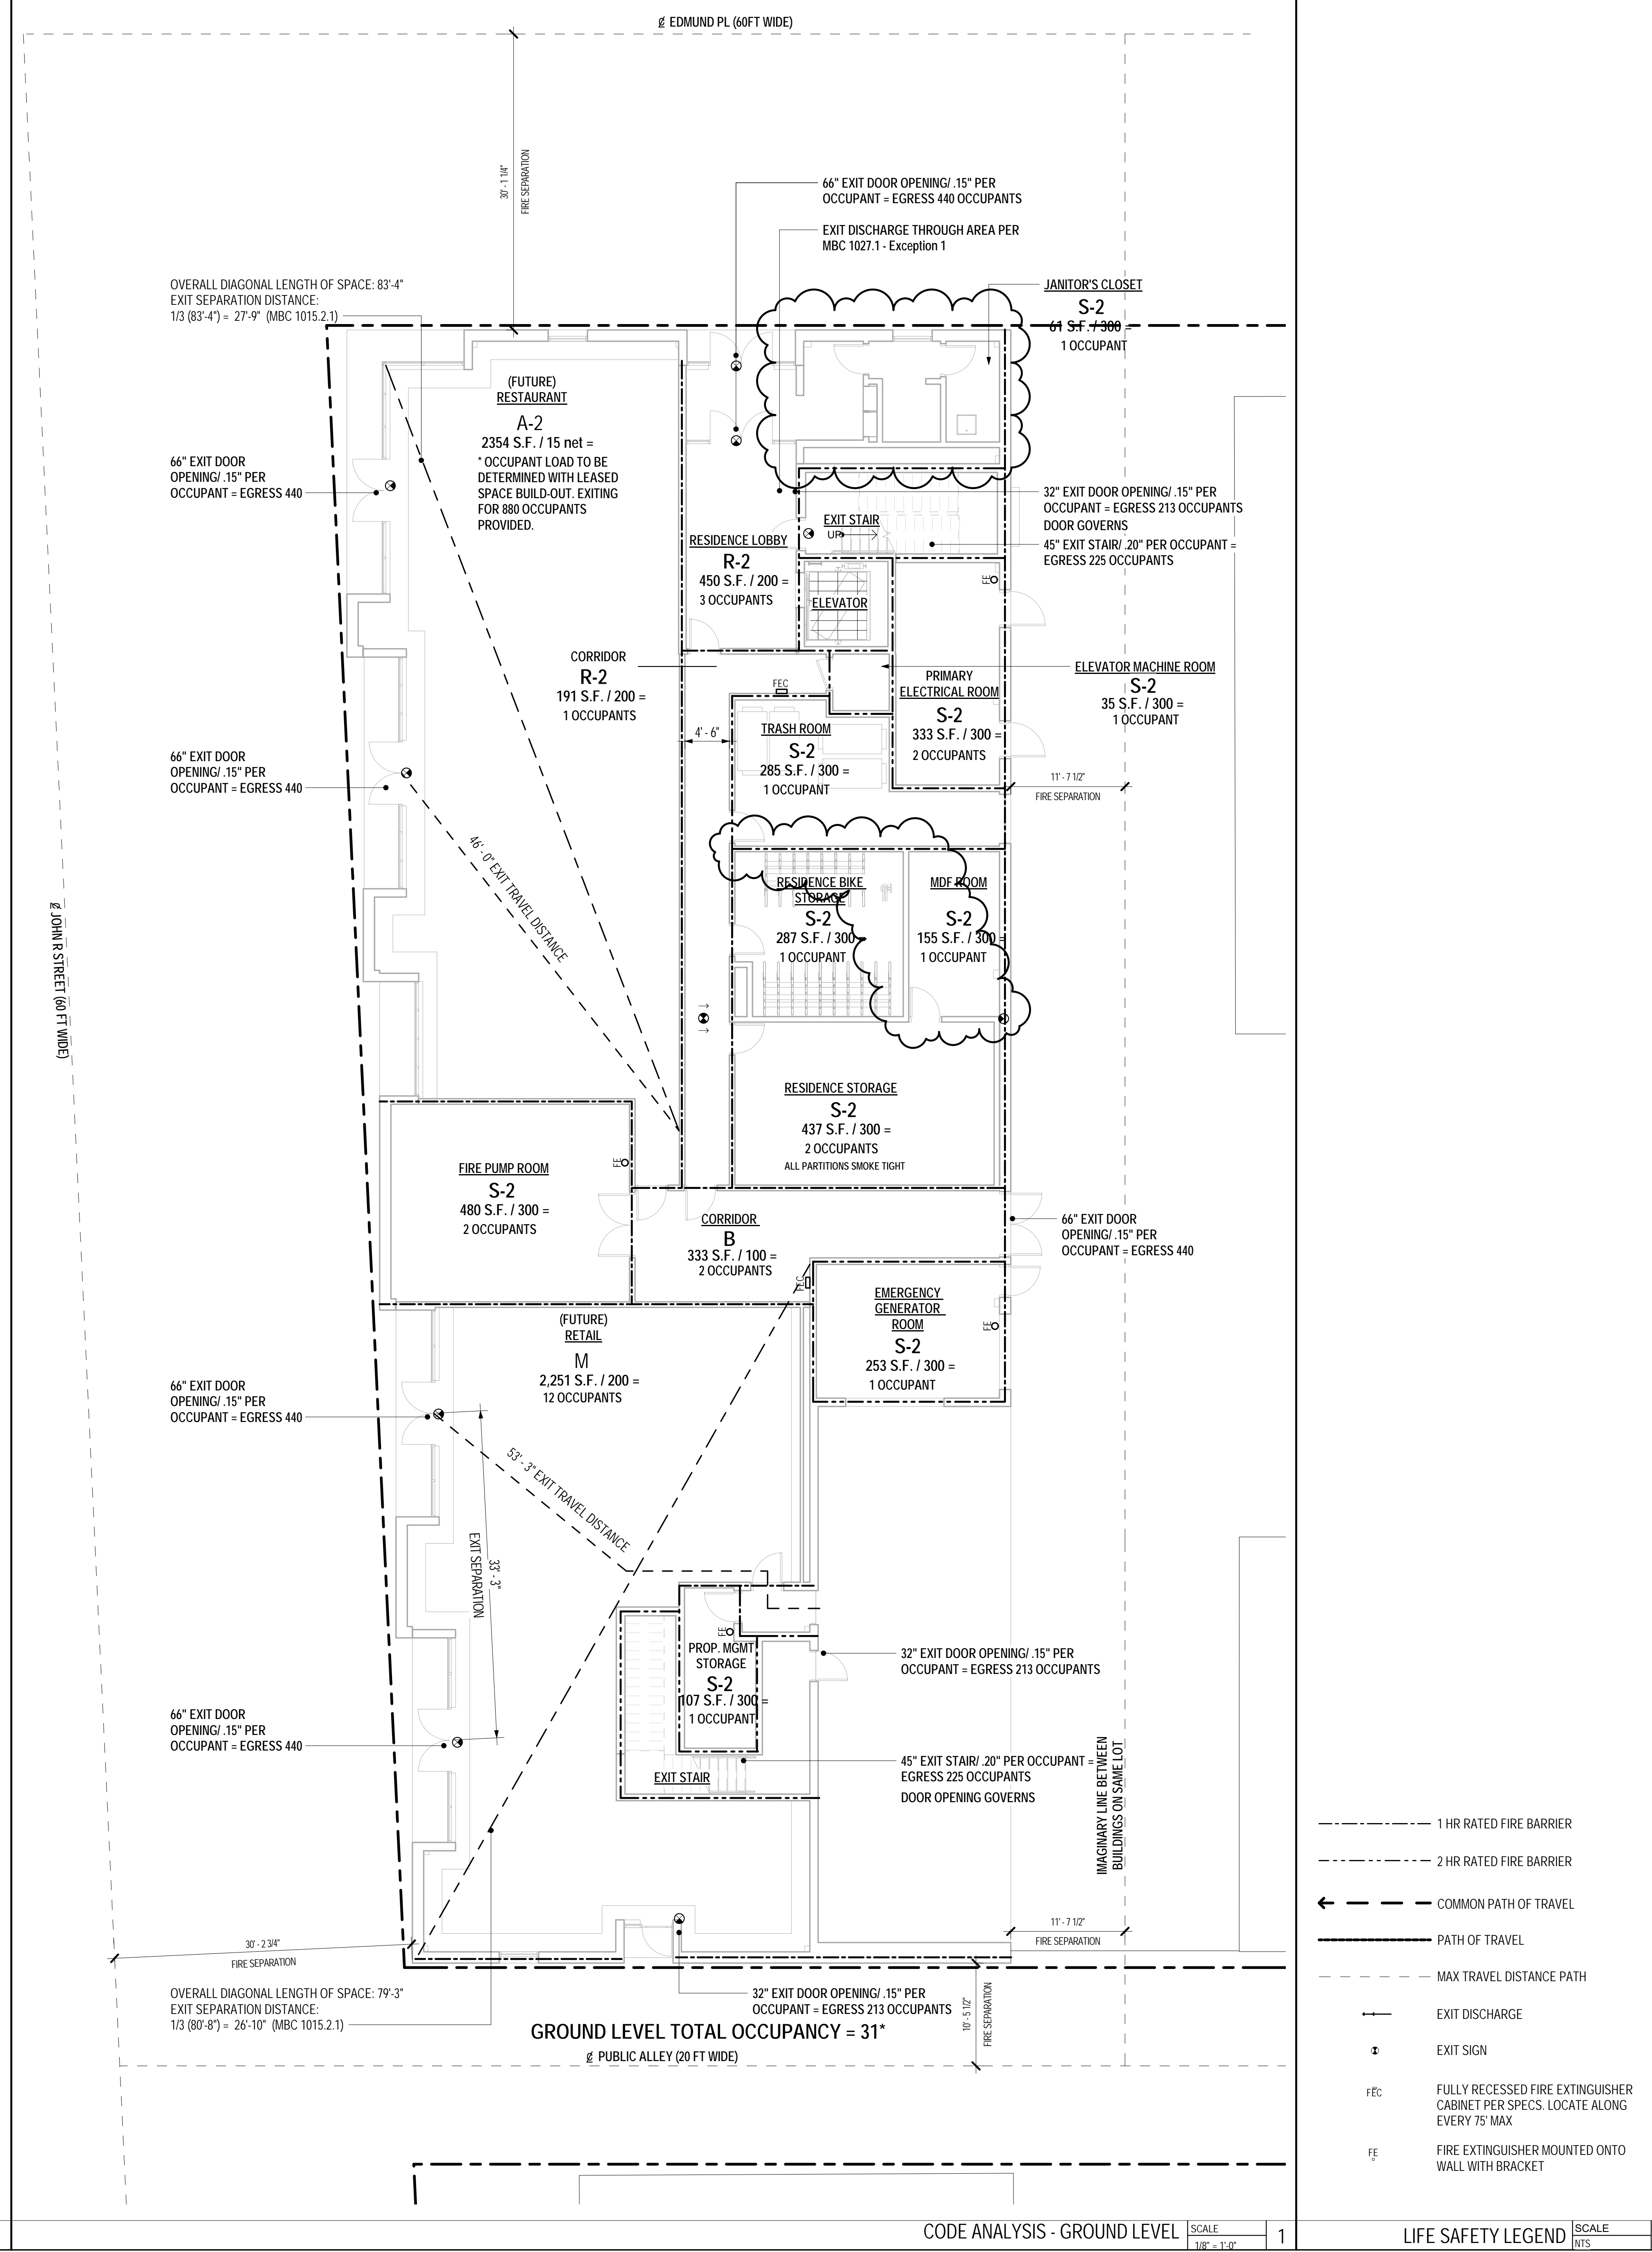 ℄ EDMUND PL (60FT WIDE)
30' - 1 1/4"
FIRE SEPARATION
66" EXIT DOOR OPENING/ .15" PER
OCCUPANT = EGRESS 440 OCCUPANTS
EXIT DISCHARGE THROUGH AREA PER
MBC 1027.1 - Exception 1
OVERALL DIAGONAL LENGTH OF SPACE: 83'-4"
EXIT SEPARATION DISTANCE:
1/3 (83'-4") = 27'-9" (MBC 1015.2.1)
JANITOR'S CLOSET
S-2
61 S.F. / 300 =
1 OCCUPANT
(FUTURE)
RESTAURANT
A-2
2354 S.F. / 15 net =
* OCCUPANT LOAD TO BE
DETERMINED WITH LEASED
SPACE BUILD-OUT. EXITING
FOR 880 OCCUPANTS
PROVIDED.
66" EXIT DOOR
OPENING/ .15" PER
OCCUPANT = EGRESS 440
32" EXIT DOOR OPENING/ .15" PER
OCCUPANT = EGRESS 213 OCCUPANTS
DOOR GOVERNS
45" EXIT STAIR/ .20" PER OCCUPANT =
EGRESS 225 OCCUPANTS
EXIT STAIR
UP
RESIDENCE LOBBY
R-2
450 S.F. / 200 =
3 OCCUPANTS
ELEVATOR
FE
CORRIDOR
R-2
191 S.F. / 200 =
1 OCCUPANTS
FEC
PRIMARY
ELECTRICAL ROOM
S-2
333 S.F. / 300 =
2 OCCUPANTS
ELEVATOR MACHINE ROOM
S-2
35 S.F. / 300 =
1 OCCUPANT
4' - 6"
TRASH ROOM
S-2
285 S.F. / 300 =
1 OCCUPANT
66" EXIT DOOR
OPENING/ .15" PER
OCCUPANT = EGRESS 440
11' - 7 1/2"
FIRE SEPARATION
46' - 0" EXIT TRAVEL DISTANCE
RESIDENCE BIKE
STORAGE
S-2
287 S.F. / 300 =
1 OCCUPANT
MDF ROOM
S-2
155 S.F. / 300 =
1 OCCUPANT
℄ JOHN R STREET (60 FT WIDE)
RESIDENCE STORAGE
S-2
437 S.F. / 300 =
2 OCCUPANTS
ALL PARTITIONS SMOKE TIGHT
FIRE PUMP ROOM
S-2
480 S.F. / 300 =
2 OCCUPANTS
FE
CORRIDOR
B
333 S.F. / 100 =
2 OCCUPANTS
66" EXIT DOOR
OPENING/ .15" PER
OCCUPANT = EGRESS 440
FEC
EMERGENCY
GENERATOR
ROOM
S-2
253 S.F. / 300 =
1 OCCUPANT
FE
(FUTURE)
RETAIL
M
2,251 S.F. / 200 =
12 OCCUPANTS
66" EXIT DOOR
OPENING/ .15" PER
OCCUPANT = EGRESS 440
53' - 3" EXIT TRAVEL DISTANCE
33' - 3"
EXIT SEPARATION
FE
PROP. MGMT
STORAGE
S-2
107 S.F. / 300 =
1 OCCUPANT
32" EXIT DOOR OPENING/ .15" PER
OCCUPANT = EGRESS 213 OCCUPANTS
66" EXIT DOOR
OPENING/ .15" PER
OCCUPANT = EGRESS 440
EXIT STAIR
45" EXIT STAIR/ .20" PER OCCUPANT =
EGRESS 225 OCCUPANTS
DOOR OPENING GOVERNS
IMAGINARY LINE BETWEEN
BUILDINGS ON SAME LOT
11' - 7 1/2"
FIRE SEPARATION
30' - 2 3/4"
FIRE SEPARATION
OVERALL DIAGONAL LENGTH OF SPACE: 79'-3"
EXIT SEPARATION DISTANCE:
1/3 (80'-8") = 26'-10" (MBC 1015.2.1)
32" EXIT DOOR OPENING/ .15" PER
OCCUPANT = EGRESS 213 OCCUPANTS
10' - 5 1/2"
FIRE SEPARATION
GROUND LEVEL TOTAL OCCUPANCY = 31*
℄ PUBLIC ALLEY (20 FT WIDE)
1 HR RATED FIRE BARRIER
2 HR RATED FIRE BARRIER
COMMON PATH OF TRAVEL
PATH OF TRAVEL
MAX TRAVEL DISTANCE PATH
EXIT DISCHARGE
EXIT SIGN
FEC
FULLY RECESSED FIRE EXTINGUISHER
CABINET PER SPECS. LOCATE ALONG
EVERY 75' MAX
FE
FIRE EXTINGUISHER MOUNTED ONTO
WALL WITH BRACKET
CODE ANALYSIS - GROUND LEVEL
SCALE
1/8" = 1'-0"
1
LIFE SAFETY LEGEND
SCALE
NTS